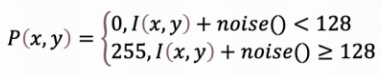 P(x,y) = {0, I(x,y) + noise() < 128
255, I(x,y) + noise() ≥ 128